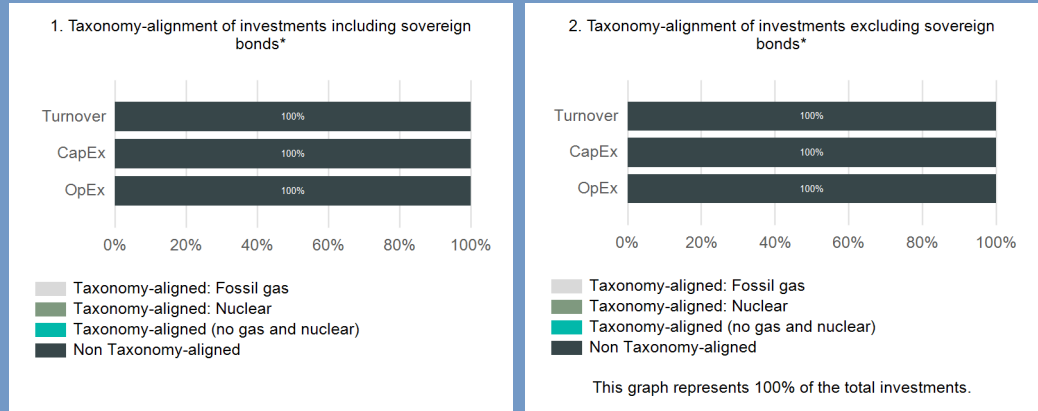 1. Taxonomy-alignment of investments including sovereign
bonds*
Turnover 100%
CapEx 100%
OpEx 100%
0% 20% 40% 60% 80% 100%
Taxonomy-aligned: Fossil gas
Taxonomy-aligned: Nuclear
Taxonomy-aligned (no gas and nuclear)
Non Taxonomy-aligned
2. Taxonomy-alignment of investments excluding sovereign
bonds*
Turnover 100%
CapEx 100%
OpEx 100%
0% 20% 40% 60% 80% 100%
Taxonomy-aligned: Fossil gas
Taxonomy-aligned: Nuclear
Taxonomy-aligned (no gas and nuclear)
Non Taxonomy-aligned
This graph represents 100% of the total investments.